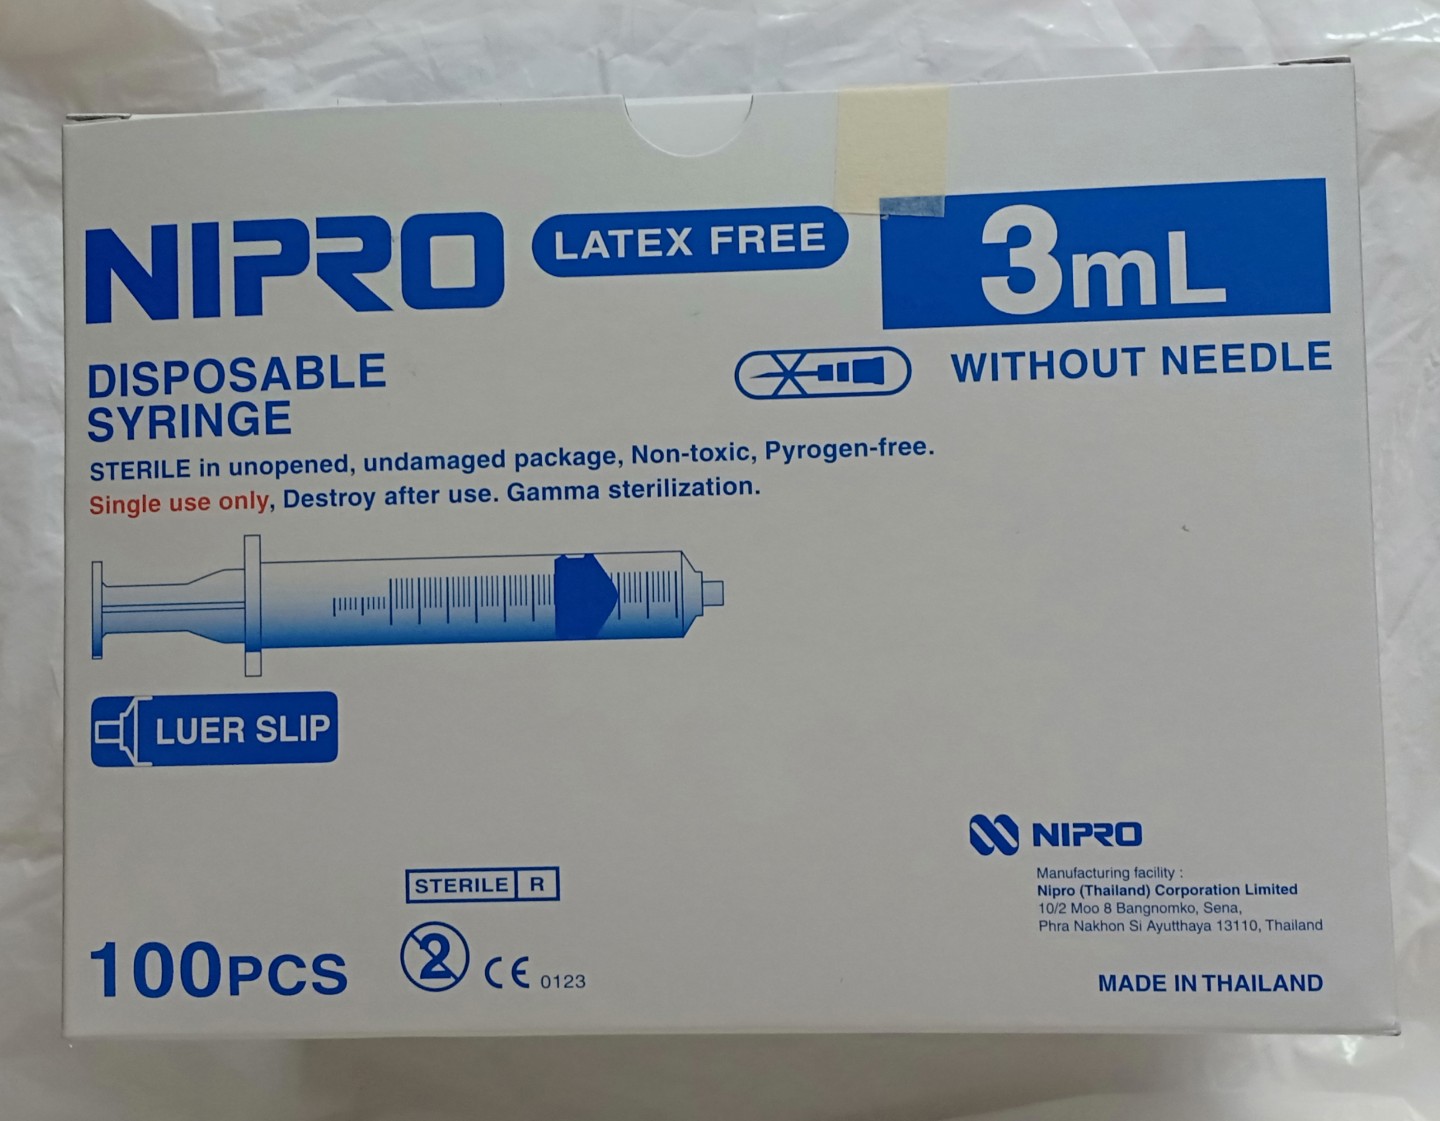 NIPRO
LATEX FREE
3mL
DISPOSABLE
SYRINGE
WITHOUT NEEDLE
STERILE in unopened, undamaged package, Non-toxic, Pyrogen-free.
Single use only, Destroy after use. Gamma sterilization.
LUER SLIP
NIPRO
Manufacturing facility :
Nipro (Thailand) Corporation Limited
10/2 Moo 8 Bangnomko, Sena,
Phra Nakhon Si Ayutthaya 13110, Thailand
STERILE R
100PCS
2
CE 0123
MADE IN THAILAND